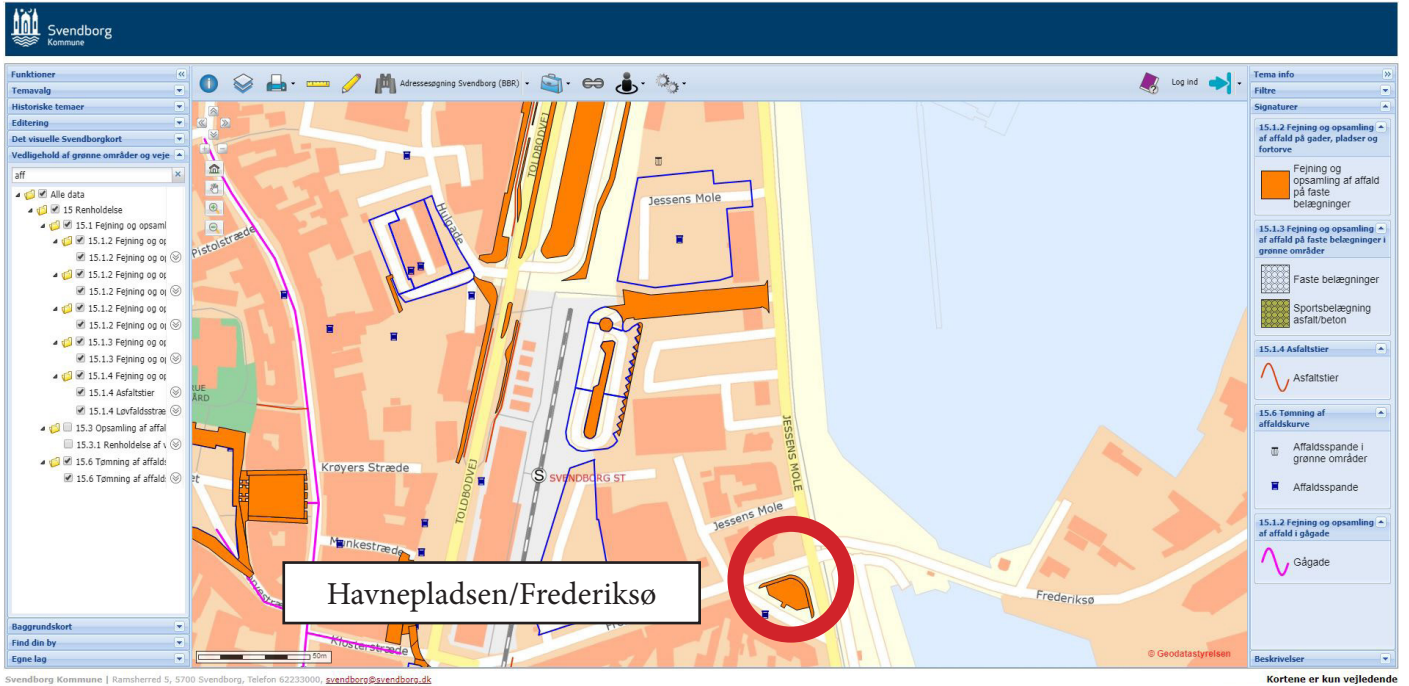 Svendborg
Kommune
Funktioner
Temavalg
Historiske temaer
Editering
Det visuelle Svendborgkort
Vedligehold af grønne områder og veje
aff
Alle data
15 Renholdelse
15.1 Fejning og opsaml
15.1.2 Fejning og op
15.1.2 Fejning og op
15.1.2 Fejning og op
15.1.2 Fejning og op
15.1.2 Fejning og op
15.1.2 Fejning og op
15.1.3 Fejning og op
15.1.3 Fejning og op
15.1.4 Fejning og op
15.1.4 Asfaltstier
15.1.4 Løvfaldsstræ
15.3 Opsamling af affal
15.3.1 Renholdelse af v
15.6 Tømning af affald:
15.6 Tømning af affald:
Baggrundskort
Find din by
Egne lag
Adressesøgning Svendborg (BBR)
Log ind
TOLDBODVEJ
Hulgade
Pistolstræde
Jessens Mole
RUE
ÅRD
JESSENS MOLE
Krøyers Stræde
SVENDBORG ST
S
TOLDBODVEJ
Jessens Mole
Munkestræde
Havnepladsen/Frederiksø
Frederiksø
Klosterstræde
50m
© Geodatastyrelsen
Tema info
Filtre
Signaturer
15.1.2 Fejning og opsamling
af affald på gader, pladser og
fortorve
Fejning og
opsamling af affald
på faste
belægninger
15.1.3 Fejning og opsamling
af affald på faste belægninger i
grønne områder
Faste belægninger
Sportsbelægning
asfalt/beton
15.1.4 Asfaltstier
Asfaltstier
15.6 Tømning af
affaldskurve
Affaldsspande i
grønne områder
Affaldsspande
15.1.2 Fejning og opsamling
af affald i gågade
Gågade
Beskrivelser
Svendborg Kommune | Ramsherred 5, 5700 Svendborg, Telefon 62233000, svendborg@svendborg.dk
Kortene er kun vejledende